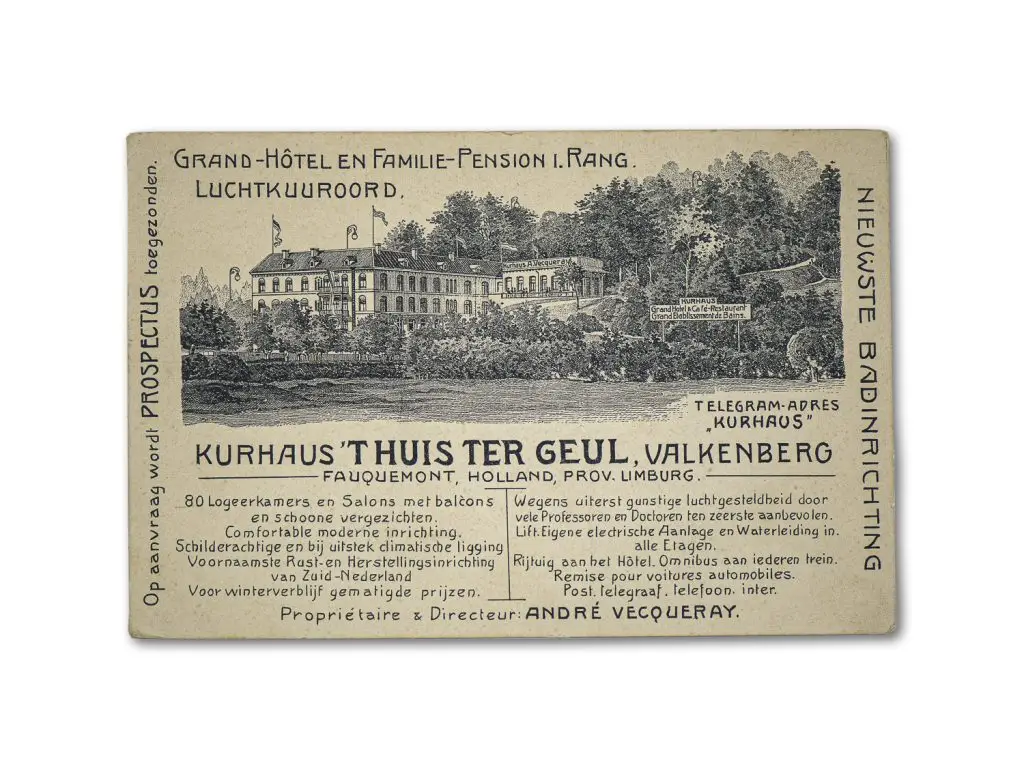 GRAND-HÔTEL EN FAMILIE-PENSION I. RANG.
LUCHTKUUROORD.
Op aanvraag wordt PROSPECTUS toegezonden.
Kurhaus A. Vecqueray
KURHAUS
Grand Hotel & Café-Restaurant
Grand Etablissement de Bains.
NIEUWSTE BADINRICHTING
TELEGRAM-ADRES
„KURHAUS"
KURHAUS 'T HUIS TER GEUL, VALKENBERG
FAUQUEMONT, HOLLAND, PROV. LIMBURG.
80 Logeerkamers en Salons met balcons
en schoone vergezichten.
Comfortable moderne inrichting.
Schilderachtige en bij uitstek climatische ligging
Voornaamste Rust- en Herstellingsinrichting
van Zuid-Nederland
Voor winterverblijf gematigde prijzen.
Wegens uiterst gunstige luchtgesteldheid door
vele Professoren en Doctoren ten zeerste aanbevolen.
Lift. Eigene electrische Aanlage en Waterleiding in.
alle Etagen.
Rijtuig aan het Hôtel. Omnibus aan iederen trein.
Remise pour voitures automobiles.
Post, telegraaf, telefoon. inter.
Propriétaire & Directeur: ANDRÉ VECQUERAY.